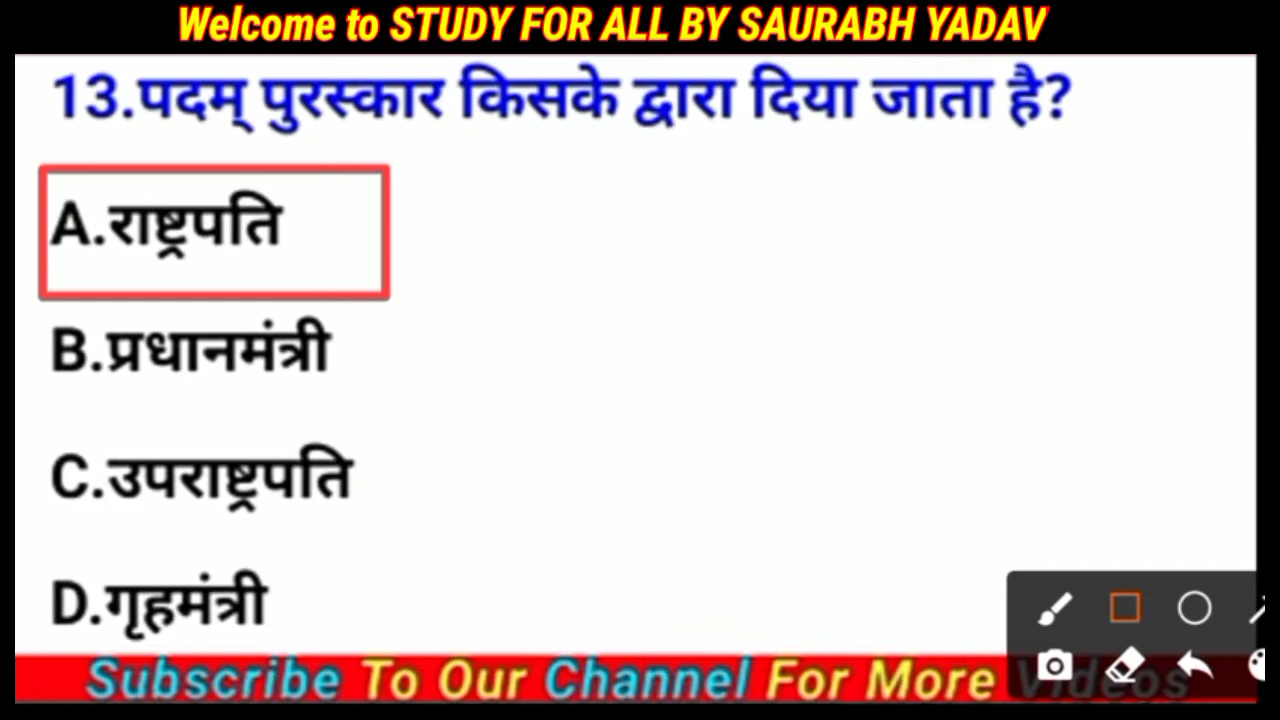 Welcome to STUDY FOR ALL BY SAURABH YADAV
13.पदम् पुरस्कार किसके द्वारा दिया जाता है?
A.राष्ट्रपति
B.प्रधानमंत्री
C.उपराष्ट्रपति
D.गृहमंत्री
Subscribe To Our Channel For More Videos